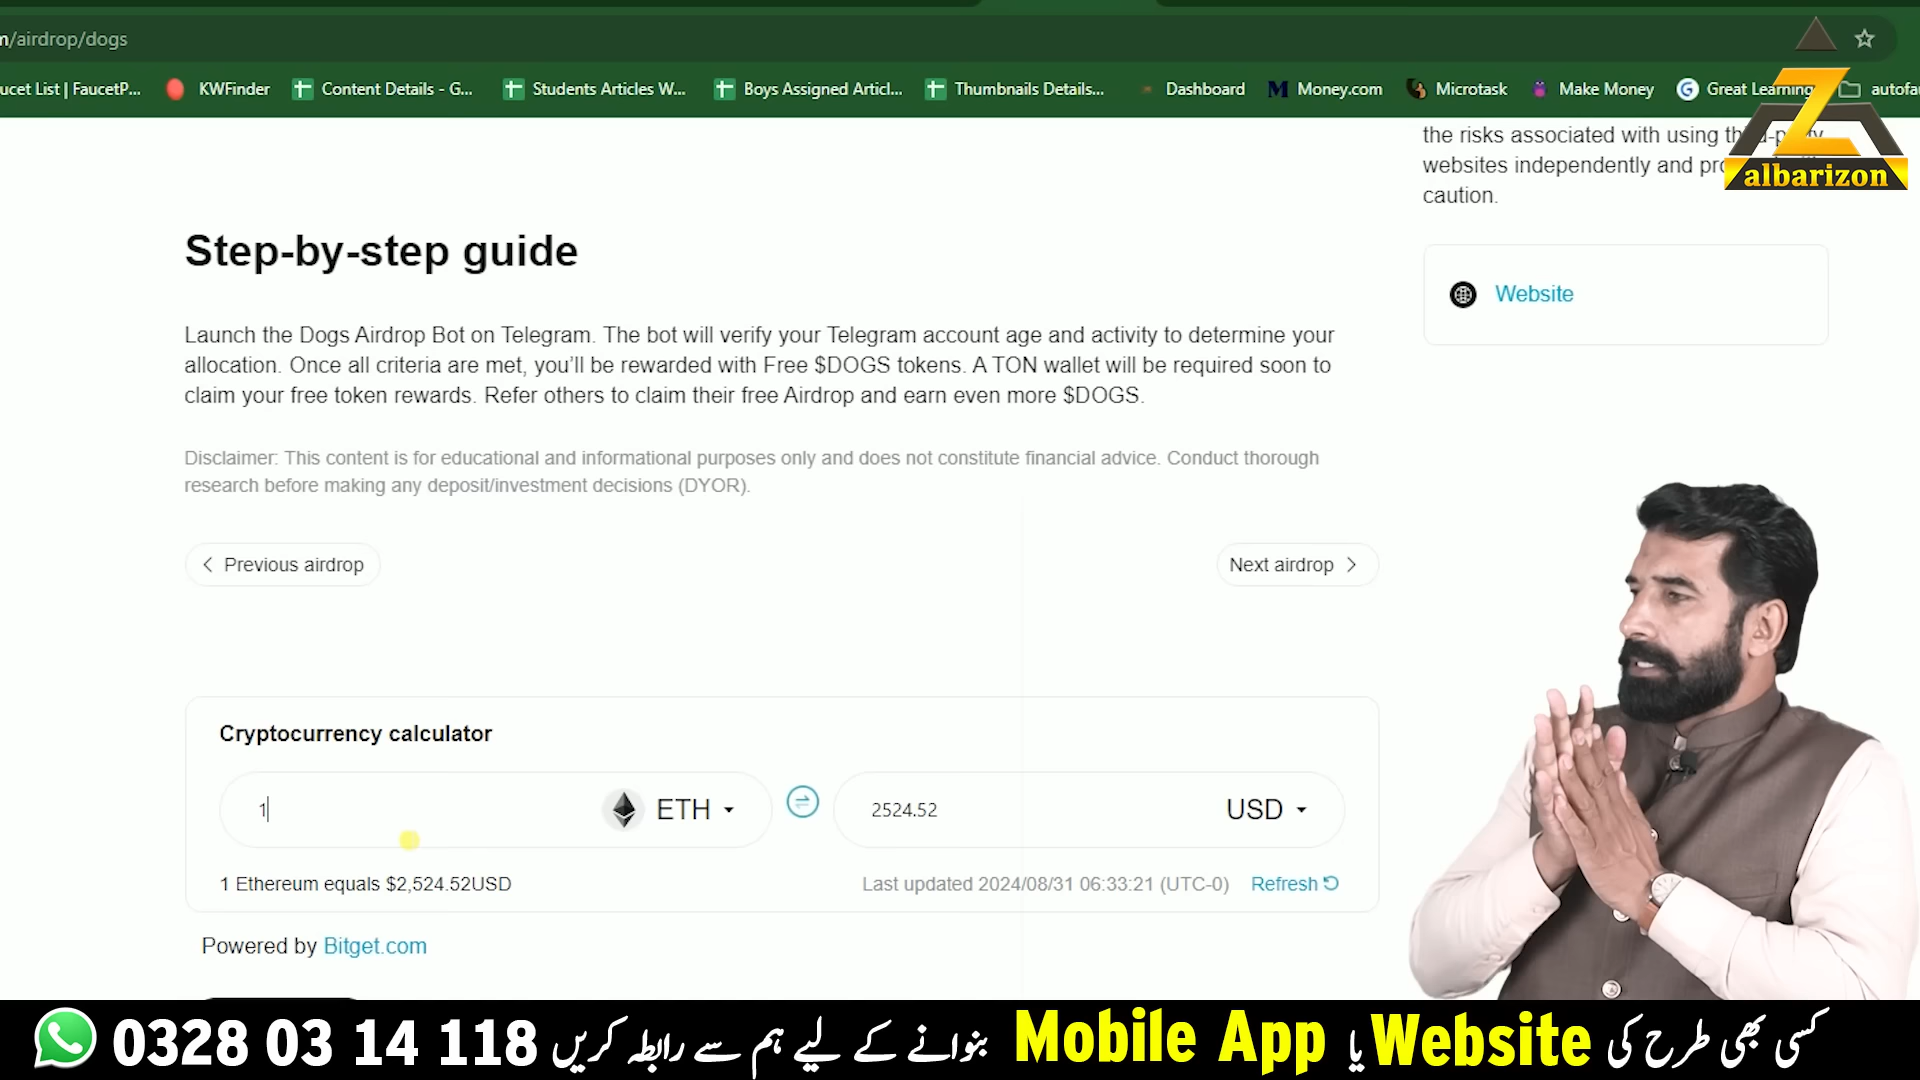 m/airdrop/dogs
ucet List | FaucetP...
KWFinder
Content Details - G...
Students Articles W...
Boys Assigned Articl...
Thumbnails Details...
Dashboard
Money.com
Microtask
Make Money
Great Learning
autofa
albarizon
the risks associated with using
websites independently and
caution.
Website
Step-by-step guide
Launch the Dogs Airdrop Bot on Telegram. The bot will verify your Telegram account age and activity to determine your
allocation. Once all criteria are met, you’ll be rewarded with Free $DOGS tokens. A TON wallet will be required soon to
claim your free token rewards. Refer others to claim their free Airdrop and earn even more $DOGS.
Disclaimer: This content is for educational and informational purposes only and does not constitute financial advice. Conduct thorough
research before making any deposit/investment decisions (DYOR).
Previous airdrop
Next airdrop
Cryptocurrency calculator
1
ETH
2524.52
USD
1 Ethereum equals $2,524.52USD
Last updated 2024/08/31 06:33:21 (UTC-0)
Refresh
Powered by Bitget.com
کسی بھی طرح کی Website یا Mobile App بنوانے کے لیے ہم سے رابطہ کریں 0328 03 14 118